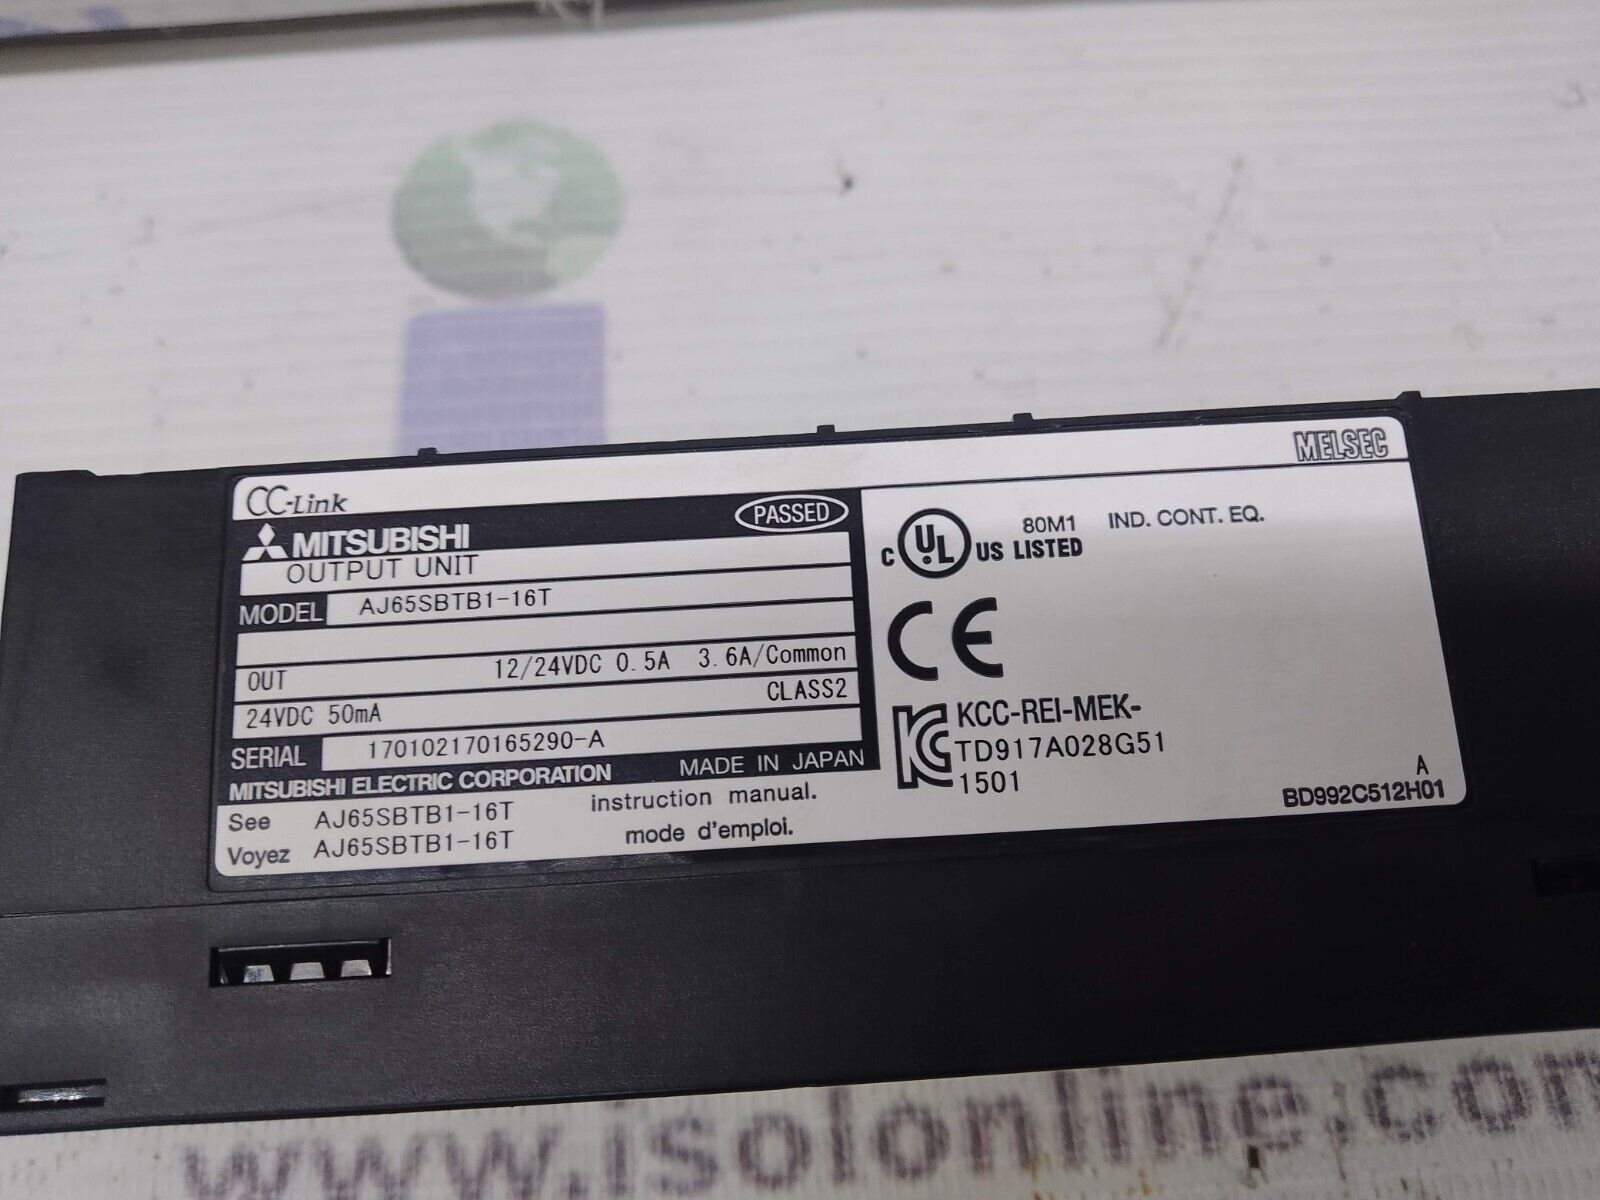 CC-Link
MELSEC
MITSUBISHI
PASSED
OUTPUT UNIT
MODEL AJ65SBTB1-16T
OUT 12/24VDC 0.5A 3.6A/Common
24VDC 50mA CLASS2
SERIAL 170102170165290-A
MITSUBISHI ELECTRIC CORPORATION MADE IN JAPAN
See AJ65SBTB1-16T instruction manual.
Voyez AJ65SBTB1-16T mode d'emploi.
C UL US LISTED 80M1 IND. CONT. EQ.
CE
KCC-REI-MEK-
TD917A028G51
1501
A
BD992C512H01
www.isolonline.com